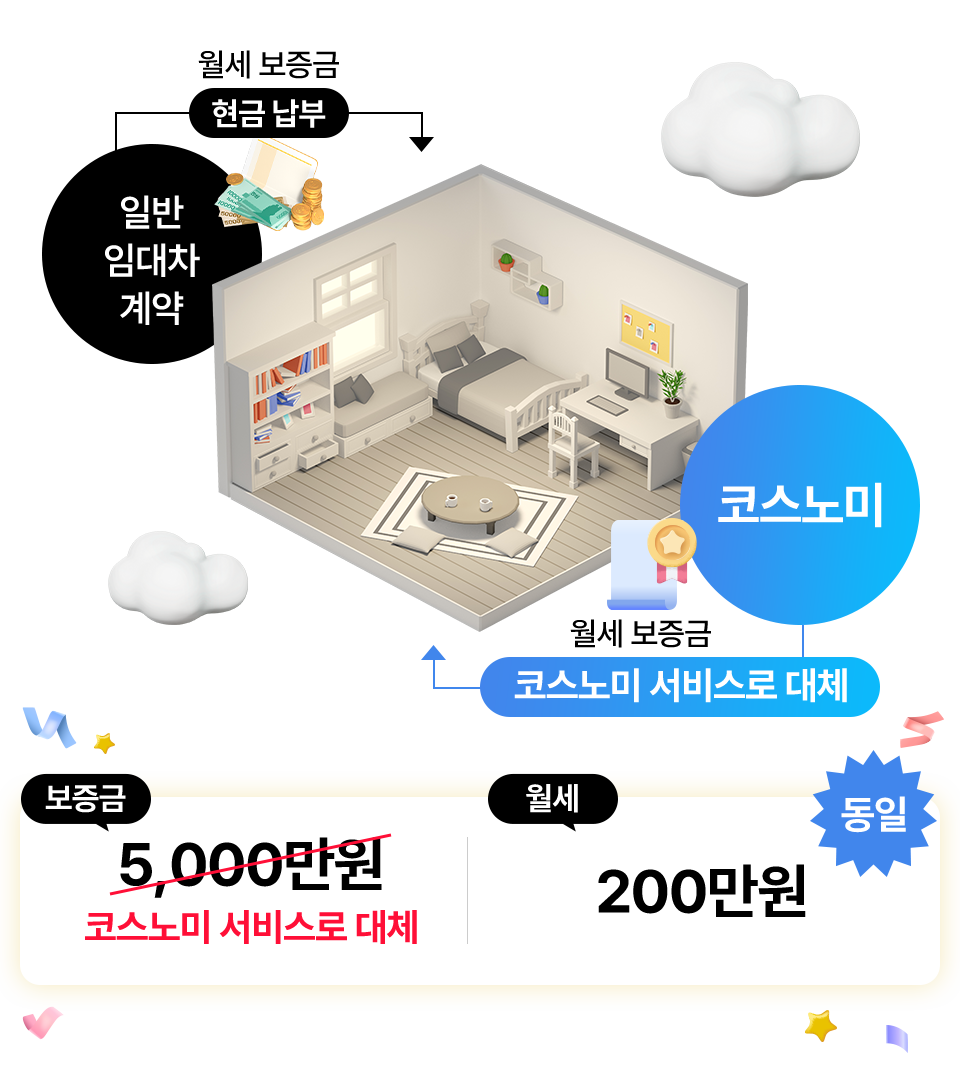 월세 보증금
현금 납부
일반
임대차
계약
코스노미
월세 보증금
코스노미 서비스로 대체
보증금
월세
동일
5,000만원
200만원
코스노미 서비스로 대체